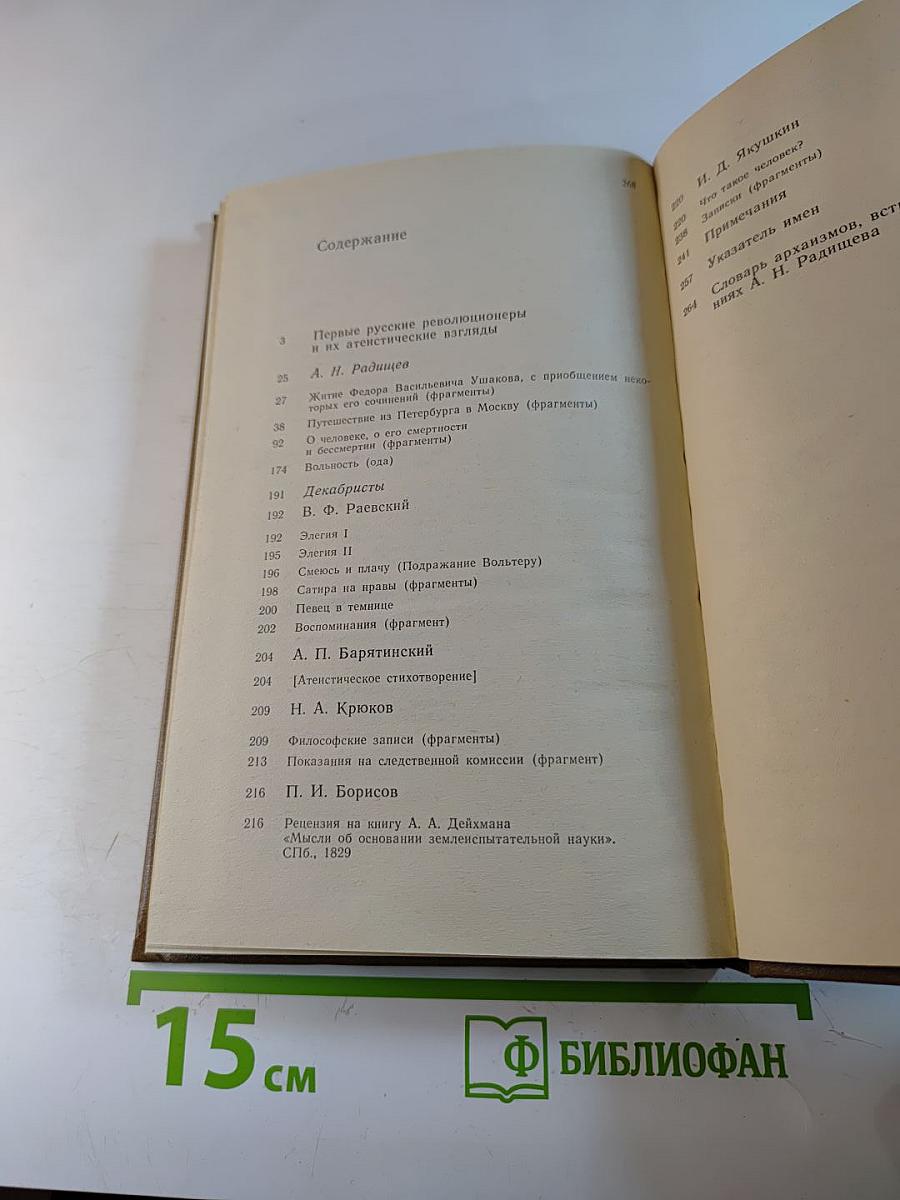 268
Содержание
3 Первые русские революционеры
и их атеистические взгляды
25 А. Н. Радищев
27 Житие Федора Васильевича Ушакова, с приобщением неко-
торых его сочинений (фрагменты)
38 Путешествие из Петербурга в Москву (фрагменты)
92 О человеке, о его смертности
и бессмертии (фрагменты)
174 Вольность (ода)
191 Декабристы
192 В. Ф. Раевский
192 Элегия I
195 Элегия II
196 Смеюсь и плачу (Подражание Вольтеру)
198 Сатира на нравы (фрагменты)
200 Певец в темнице
202 Воспоминания (фрагмент)
204 А. П. Барятинский
204 [Атеистическое стихотворение]
209 Н. А. Крюков
209 Философские записи (фрагменты)
213 Показания на следственной комиссии (фрагмент)
216 П. И. Борисов
216 Рецензия на книгу А. А. Дейхмана
«Мысли об основании землеиспытательной науки».
СПб., 1829
220 И. Д. Якушкин
220 Что такое человек?
238 Записки (фрагменты)
241 Примечания
257 Указатель имен
264 Словарь архаизмов, вст
ниях А. Н. Радищева
15 см
Ф БИБЛИОФАН